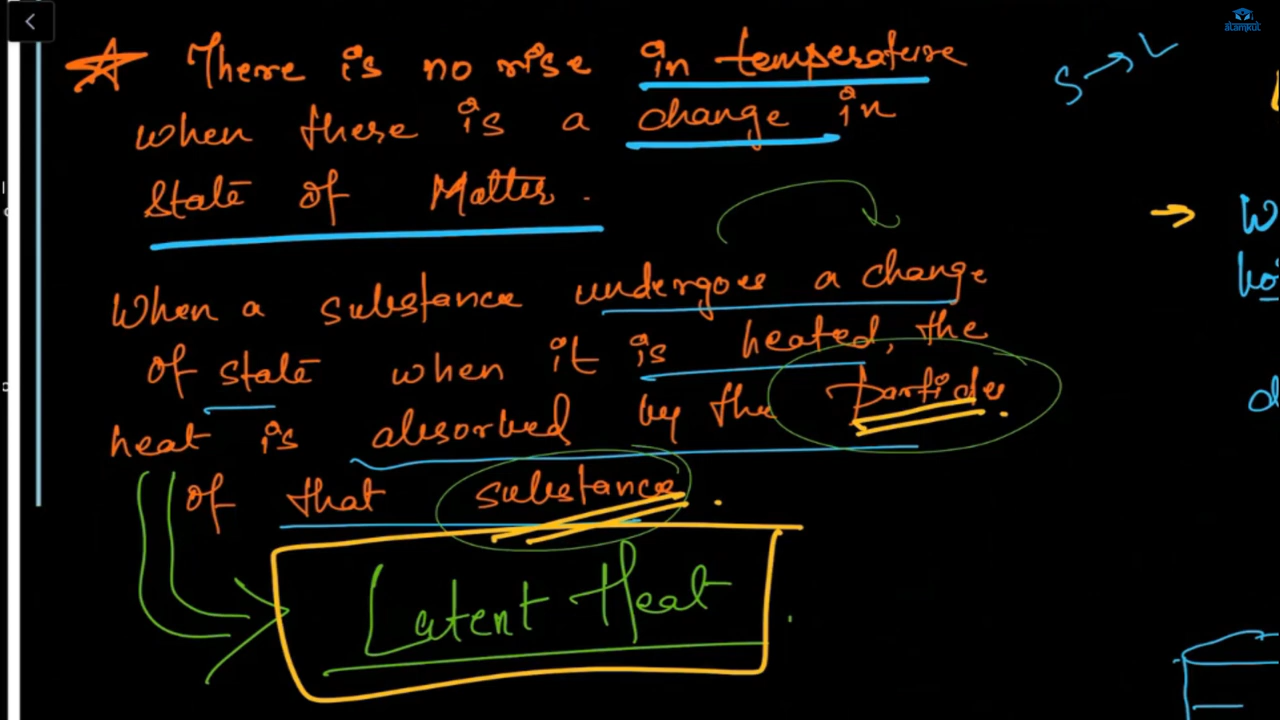 There is no rise in temperature
when there is a change in
State of Matter.
When a substance undergoes a change
of state when it is heated, the
heat is absorbed by the particles.
of that substance.
Latent Heat.
S → L
atamkul